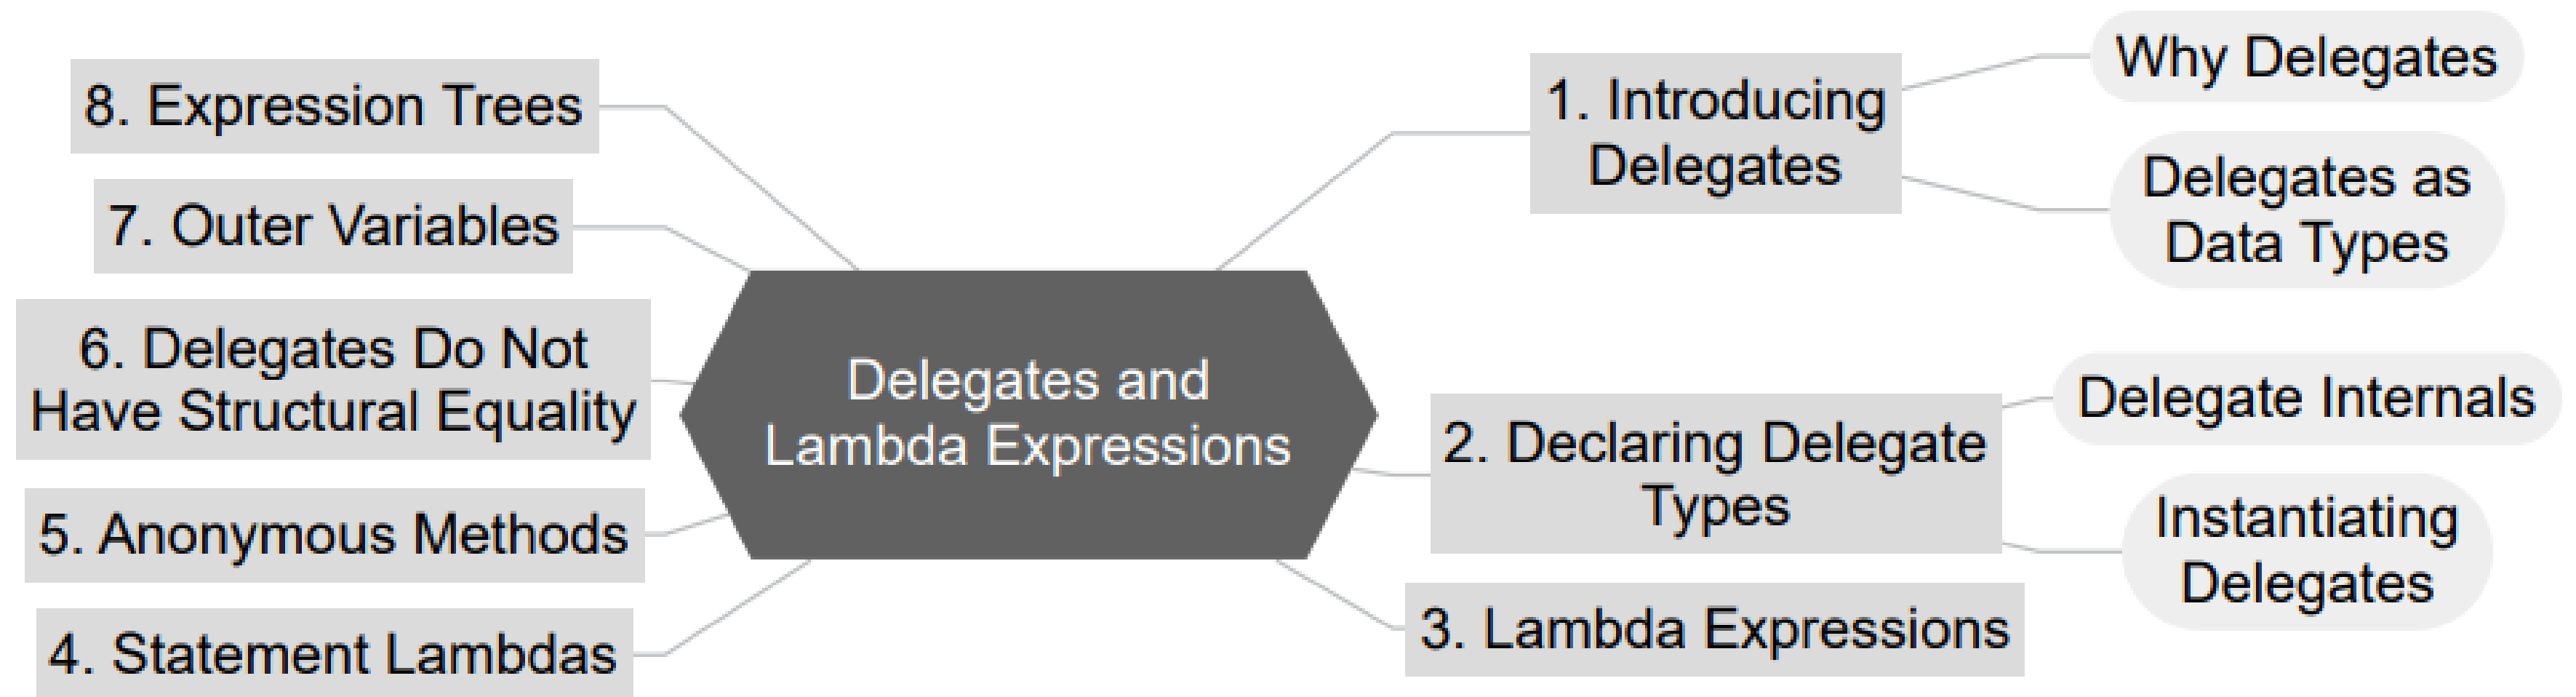 Delegates and
Lambda Expressions
1. Introducing
Delegates
Why Delegates
Delegates as
Data Types
2. Declaring Delegate
Types
Delegate Internals
Instantiating
Delegates
3. Lambda Expressions
4. Statement Lambdas
5. Anonymous Methods
6. Delegates Do Not
Have Structural Equality
7. Outer Variables
8. Expression Trees